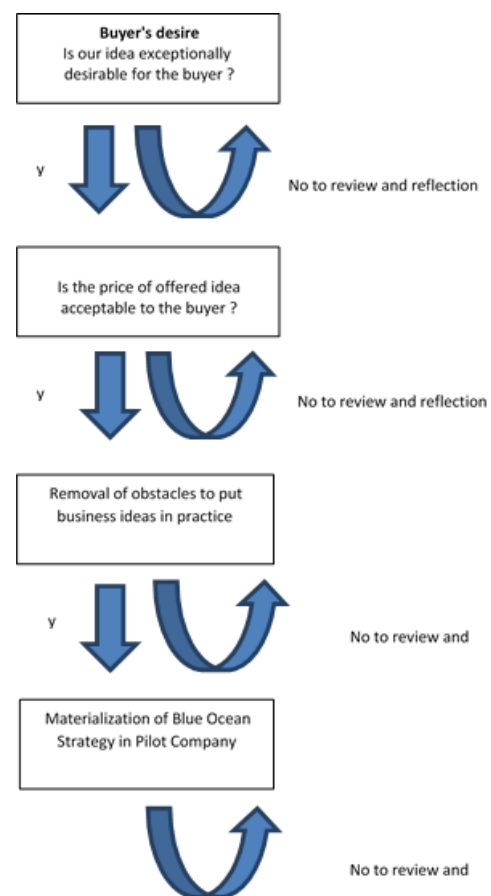 Buyer's desire
Is our idea exceptionally
desirable for the buyer ?
y
No to review and reflection
Is the price of offered idea
acceptable to the buyer ?
y
No to review and reflection
Removal of obstacles to put
business ideas in practice
y
No to review and
Materialization of Blue Ocean
Strategy in Pilot Company
No to review and